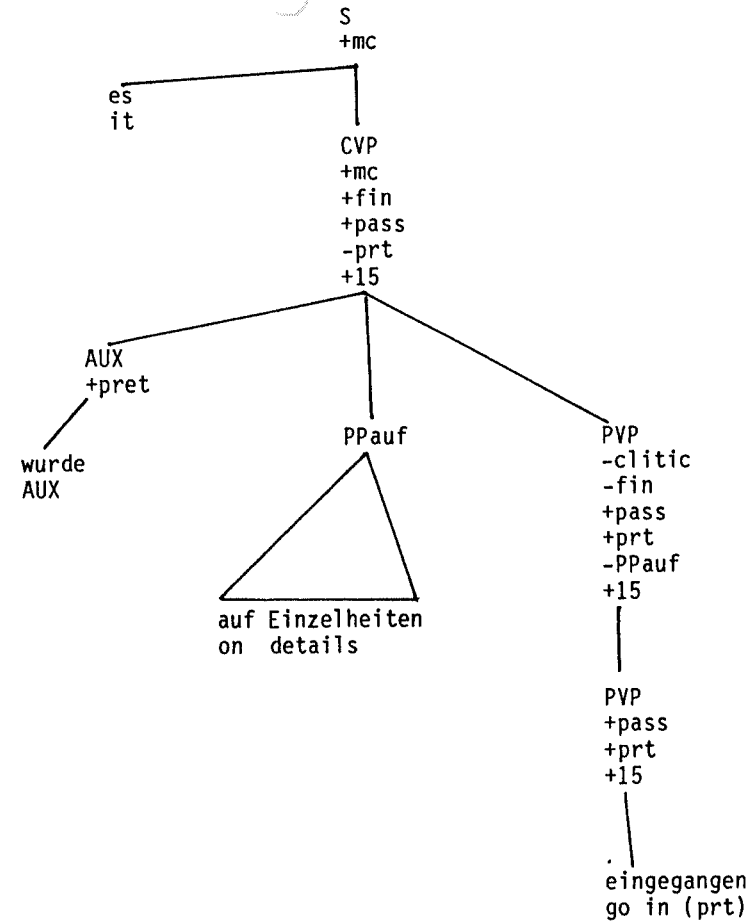 S
+mc
es
it
CVP
+mc
+fin
+pass
-prt
+15
AUX
+pret
wurde
AUX
PPauf
auf Einzelheiten
on details
PVP
-clitic
-fin
+pass
+prt
-PPauf
+15
PVP
+pass
+prt
+15
eingegangen
go in (prt)